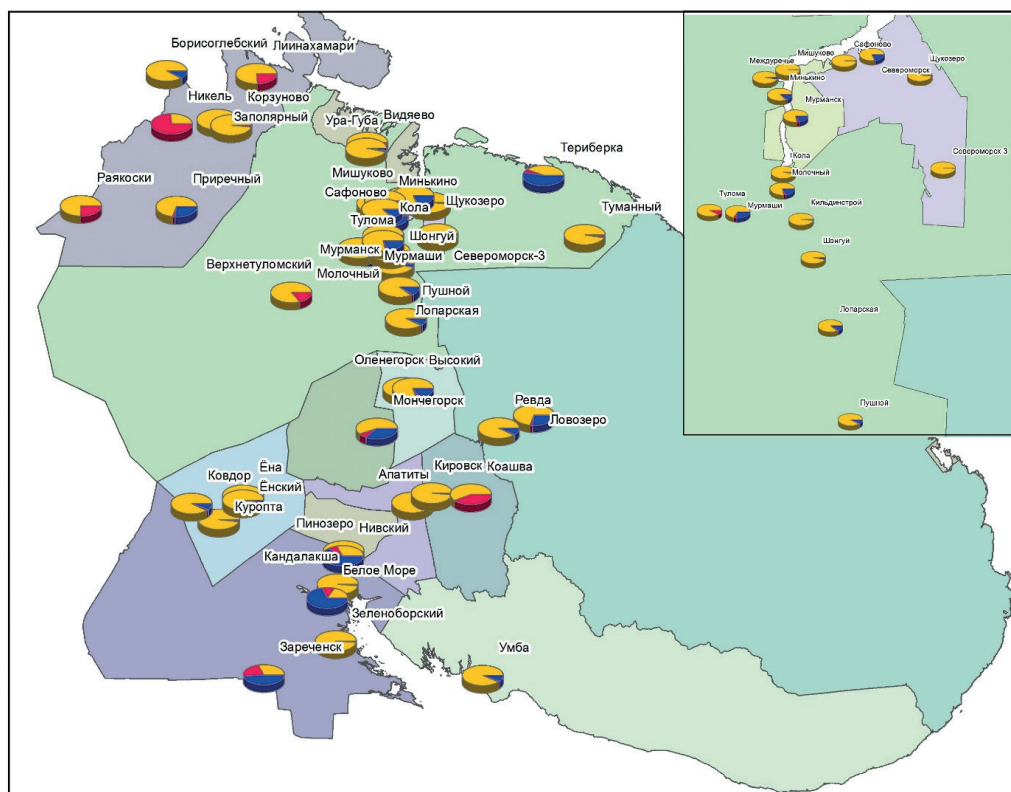 Борисоглебский
Лиинахамари
Никель
Корзуново
Заполярный
Ура-Губа
Видяево
Мишуково
Териберка
Раякоски
Приречный
Сафоново
Минькино
Кола
Щукозеро
Тулома
Туманный
Шонгуй
Мурманск
Мурмаши
Североморск-3
Верхнетуломский
Молочный
Пушной
Лопарская
Оленегорск
Высокий
Мончегорск
Ревда
Ловозеро
Апатиты
Кировск
Коашва
Ковдор
Ёна
Ёнский
Куропта
Пинозеро
Нивский
Кандалакша
Белое Море
Зеленоборский
Зареченск
Умба
Междуречье
Мишуково
Сафоново
Щукозеро
Североморск
Минькино
Мурманск
Кола
Молочный
Североморск-3
Тулома
Мурмаши
Кильдинстрой
Шонгуй
Лопарская
Пушной